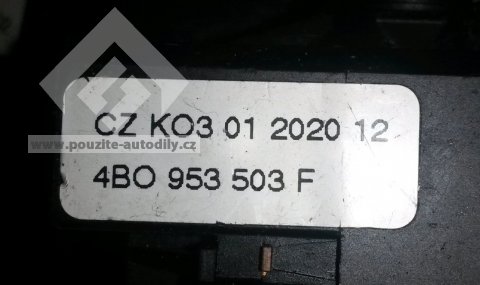 CZ KO3 01 2020 12
www.pouzite-autodily.cz
4BO 953 503 F